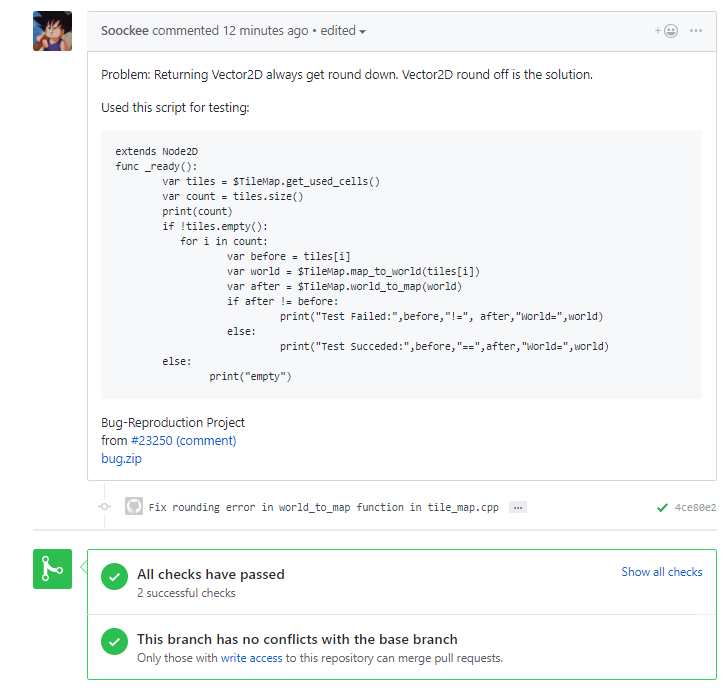 Soockee commented 12 minutes ago • edited
Problem: Returning Vector2D always get round down. Vector2D round off is the solution.
Used this script for testing:
extends Node2D
func _ready():
var tiles = $TileMap.get_used_cells()
var count = tiles.size()
print(count)
if !tiles.empty():
for i in count:
var before = tiles[i]
var world = $TileMap.map_to_world(tiles[i])
var after = $TileMap.world_to_map(world)
if after != before:
print("Test Failed:",before,"!=", after,"World=",world)
else:
print("Test Succeded:",before,"==",after,"World=",world)
else:
print("empty")
Bug-Reproduction Project
from #23250 (comment)
bug.zip
Fix rounding error in world_to_map function in tile_map.cpp ... 4ce80e2
All checks have passed Show all checks
2 successful checks
This branch has no conflicts with the base branch
Only those with write access to this repository can merge pull requests.